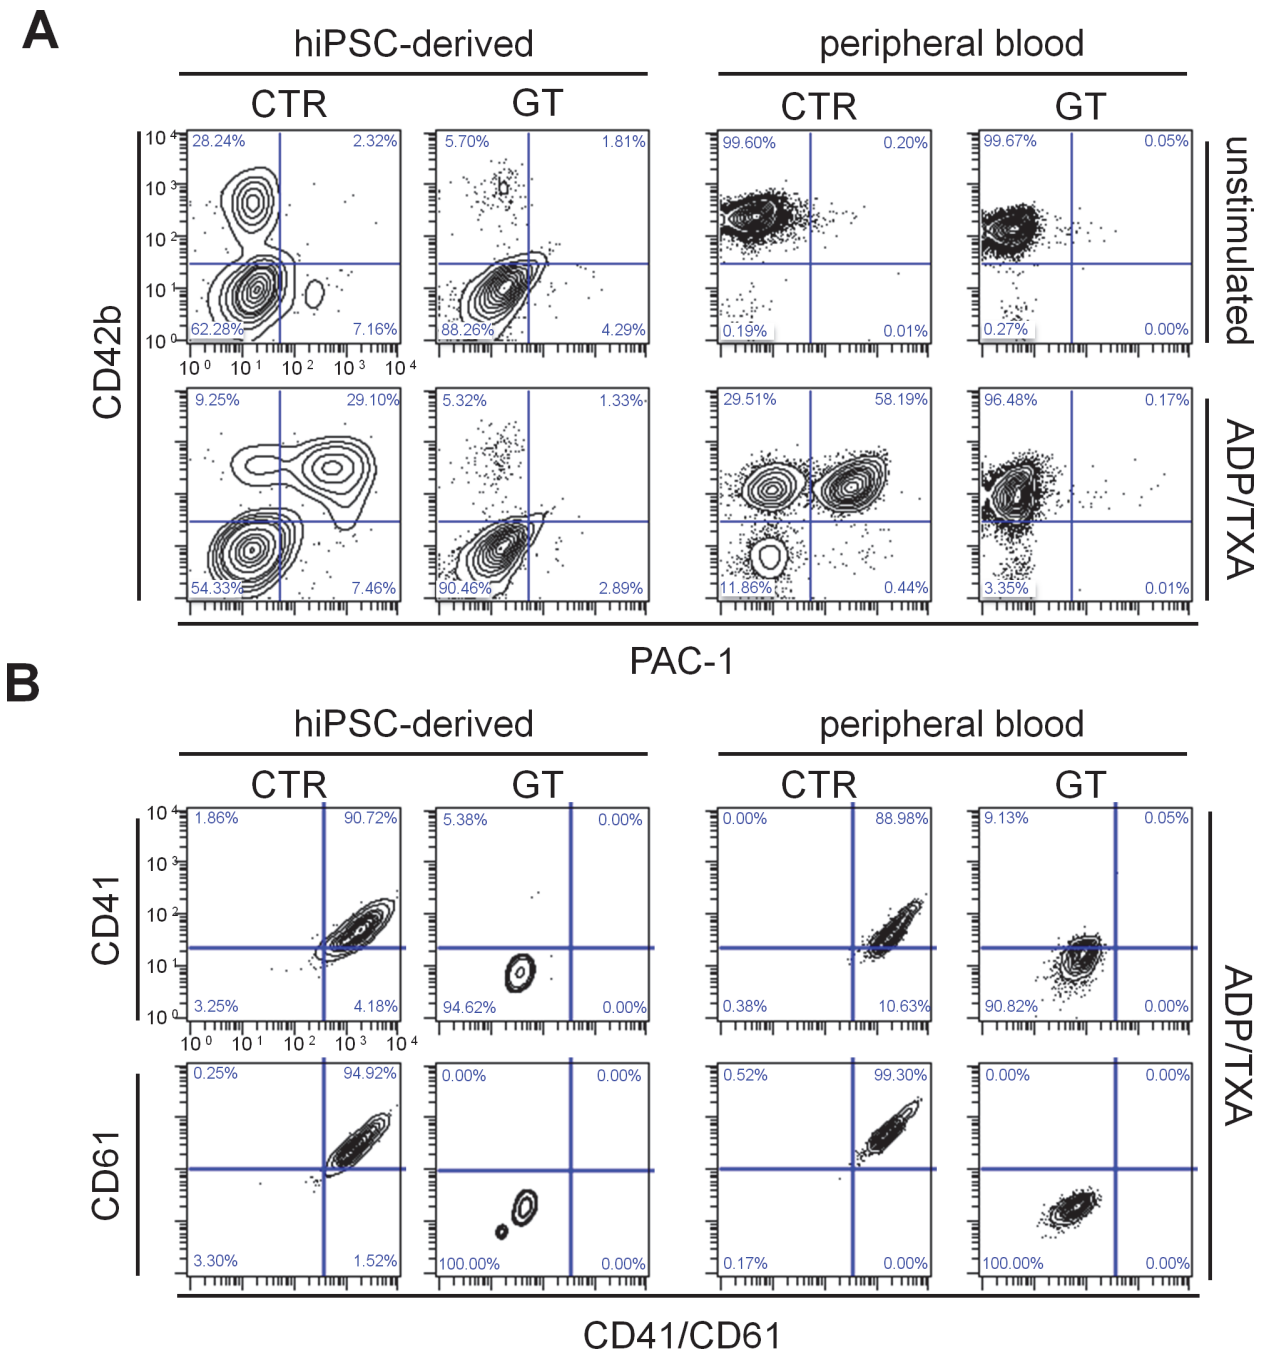 A
hiPSC-derived peripheral blood
CTR GT CTR GT
10 4 28.24% 2.32% 5.70% 1.81% 99.60% 0.20% 99.67% 0.05%
10 3 b
10 2
10 1
62.28% 7.16% 88.26% 4.29% 0.19% 0.01% 0.27% 0.00%
10 0
10 0 10 1 10 2 10 3 10 4
unstimulated
CD42b
9.25% 29.10% 5.32% 1.33% 29.51% 58.19% 96.48% 0.17%
54.33% 7.46% 90.46% 2.89% 11.86% 0.44% 3.35% 0.01%
ADP/TXA
PAC-1
B
hiPSC-derived peripheral blood
CTR GT CTR GT
10 4 1.86% 90.72% 5.38% 0.00% 0.00% 88.98% 9.13% 0.05%
10 3
CD41
10 2
10 1
3.25% 4.18% 94.62% 0.00% 0.38% 10.63% 90.82% 0.00%
10 0
10 0 10 1 10 2 10 3 10 4
ADP/TXA
0.25% 94.92% 0.00% 0.00% 0.52% 99.30% 0.00% 0.00%
CD61
3.30% 1.52% 100.00% 0.00% 0.17% 0.00% 100.00% 0.00%
CD41/CD61